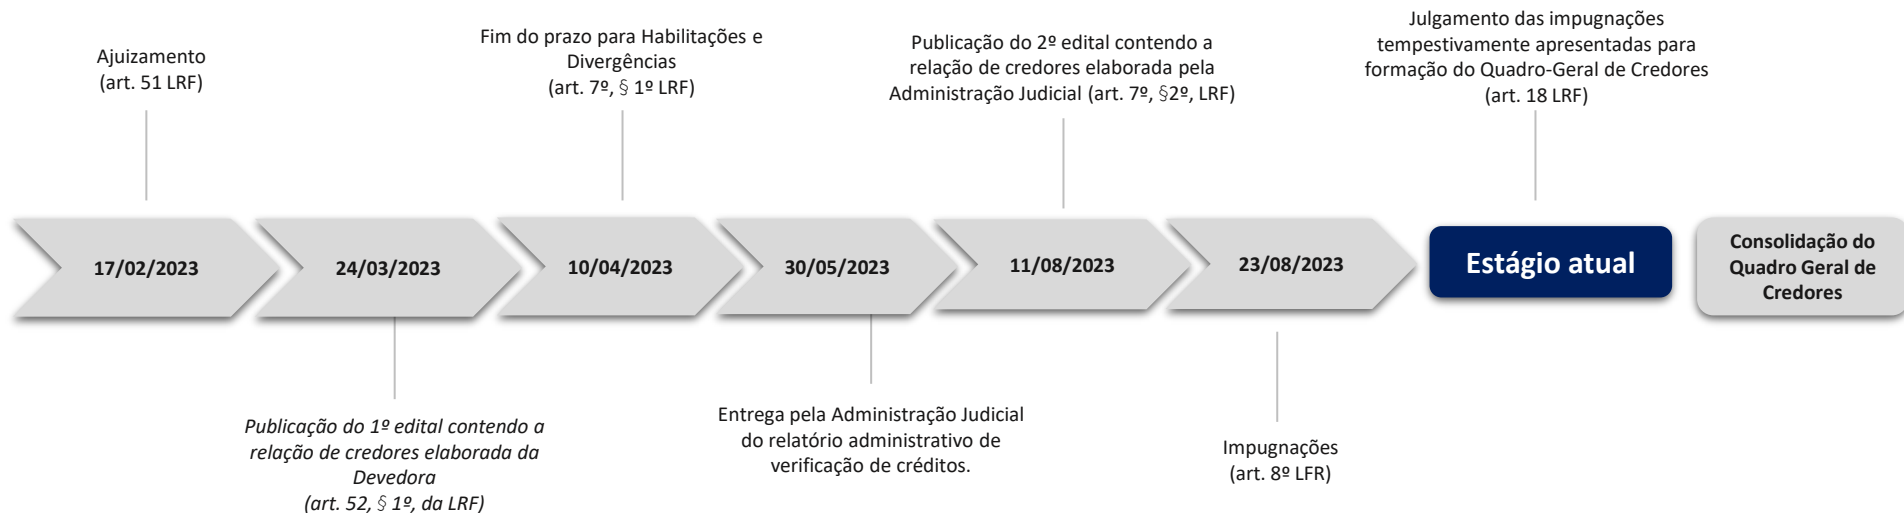 Ajuizamento
(art. 51 LRF)
Fim do prazo para Habilitações e
Divergências
(art. 7º, § 1º LRF)
Publicação do 2º edital contendo a
relação de credores elaborada pela
Administração Judicial (art. 7º, §2º, LRF)
Julgamento das impugnações
tempestivamente apresentadas para
formação do Quadro-Geral de Credores
(art. 18 LRF)
17/02/2023
24/03/2023
10/04/2023
30/05/2023
11/08/2023
23/08/2023
Estágio atual
Consolidação do
Quadro Geral de
Credores
Publicação do 1º edital contendo a
relação de credores elaborada da
Devedora
(art. 52, § 1º, da LRF)
Entrega pela Administração Judicial
do relatório administrativo de
verificação de créditos.
Impugnações
(art. 8º LFR)